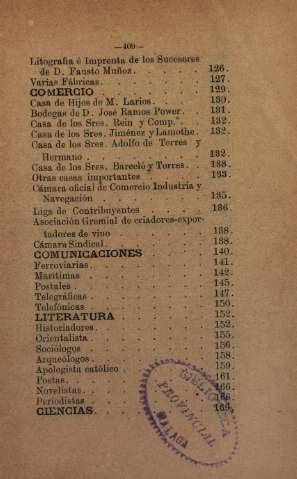 — 409 —
Litografía é Imprenta de los Sucesores
de D. Fausto Muñoz . . . . . . 126.
Varias Fábricas . . . . . . . 127.
COMERCIO . . . . . . . 129.
Casa de Hijos de M. Larios . . . . 130.
Bodegas de D. José Ramos Power . . 131.
Casa de los Sres. Rein y Comp.ª . . 132.
Casa de los Sres. Jiménez y Lamothe . 132.
Casa de los Sres. Adolfo de Torres y
Hermano . . . . . . . . 132.
Casa de los Sres. Barceló y Torres . . 133.
Otras casas importantes . . . . . 133.
Cámara oficial de Comercio Industria y
Navegación . . . . . . . 135.
Liga de Contribuyentes . . . . . 136.
Asociación Gremial de criadores-expor-
tadores de vino . . . . . . 138.
Cámara Sindical . . . . . . . 138.
COMUNICACIONES . . . . . 140.
Ferroviarias . . . . . . . . 141.
Marítimas . . . . . . . . 142.
Postales . . . . . . . . . 145.
Telegráficas . . . . . . . . 147.
Telefónicas . . . . . . . . 150.
LITERATURA . . . . . . 152.
Historiadores . . . . . . . . 152.
Orientalista . . . . . . . . 155.
Sociólogos . . . . . . . . 156.
Arqueólogos . . . . . . . . 158.
Apologista católico . . . . . . 159.
Poetas . . . . . . . . . 161.
Novelistas . . . . . . . . 166.
Periodistas . . . . . . . . 166.
CIENCIAS . . . . . . . 169.
BIBLIOTECA
PROVINCIAL
MALAGA